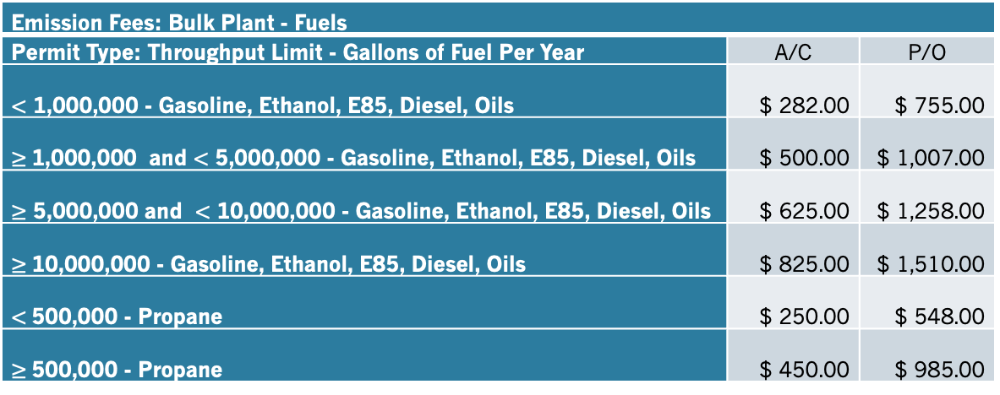 Emission Fees: Bulk Plant - Fuels
Permit Type: Throughput Limit - Gallons of Fuel Per Year A/C P/O
< 1,000,000 - Gasoline, Ethanol, E85, Diesel, Oils $ 282.00 $ 755.00
≥ 1,000,000 and < 5,000,000 - Gasoline, Ethanol, E85, Diesel, Oils $ 500.00 $ 1,007.00
≥ 5,000,000 and < 10,000,000 - Gasoline, Ethanol, E85, Diesel, Oils $ 625.00 $ 1,258.00
≥ 10,000,000 - Gasoline, Ethanol, E85, Diesel, Oils $ 825.00 $ 1,510.00
< 500,000 - Propane $ 250.00 $ 548.00
≥ 500,000 - Propane $ 450.00 $ 985.00